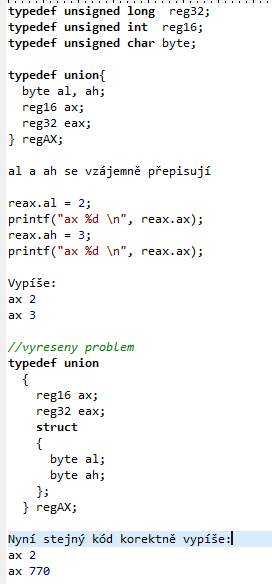 typedef unsigned long  reg32;
typedef unsigned int  reg16;
typedef unsigned char byte;
typedef union{
  byte al, ah;
  reg16 ax;
  reg32 eax;
} regAX;
al a ah se vzájemně přepisují
reax.al = 2;
printf("ax %d \n", reax.ax);
reax.ah = 3;
printf("ax %d \n", reax.ax);
Vypíše:
ax 2
ax 3
//vyreseny problem
typedef union
  {
    reg16 ax;
    reg32 eax;
    struct
    {
      byte al;
      byte ah;
    };
  } regAX;
Nyní stejný kód korektně vypíše:
ax 2
ax 770